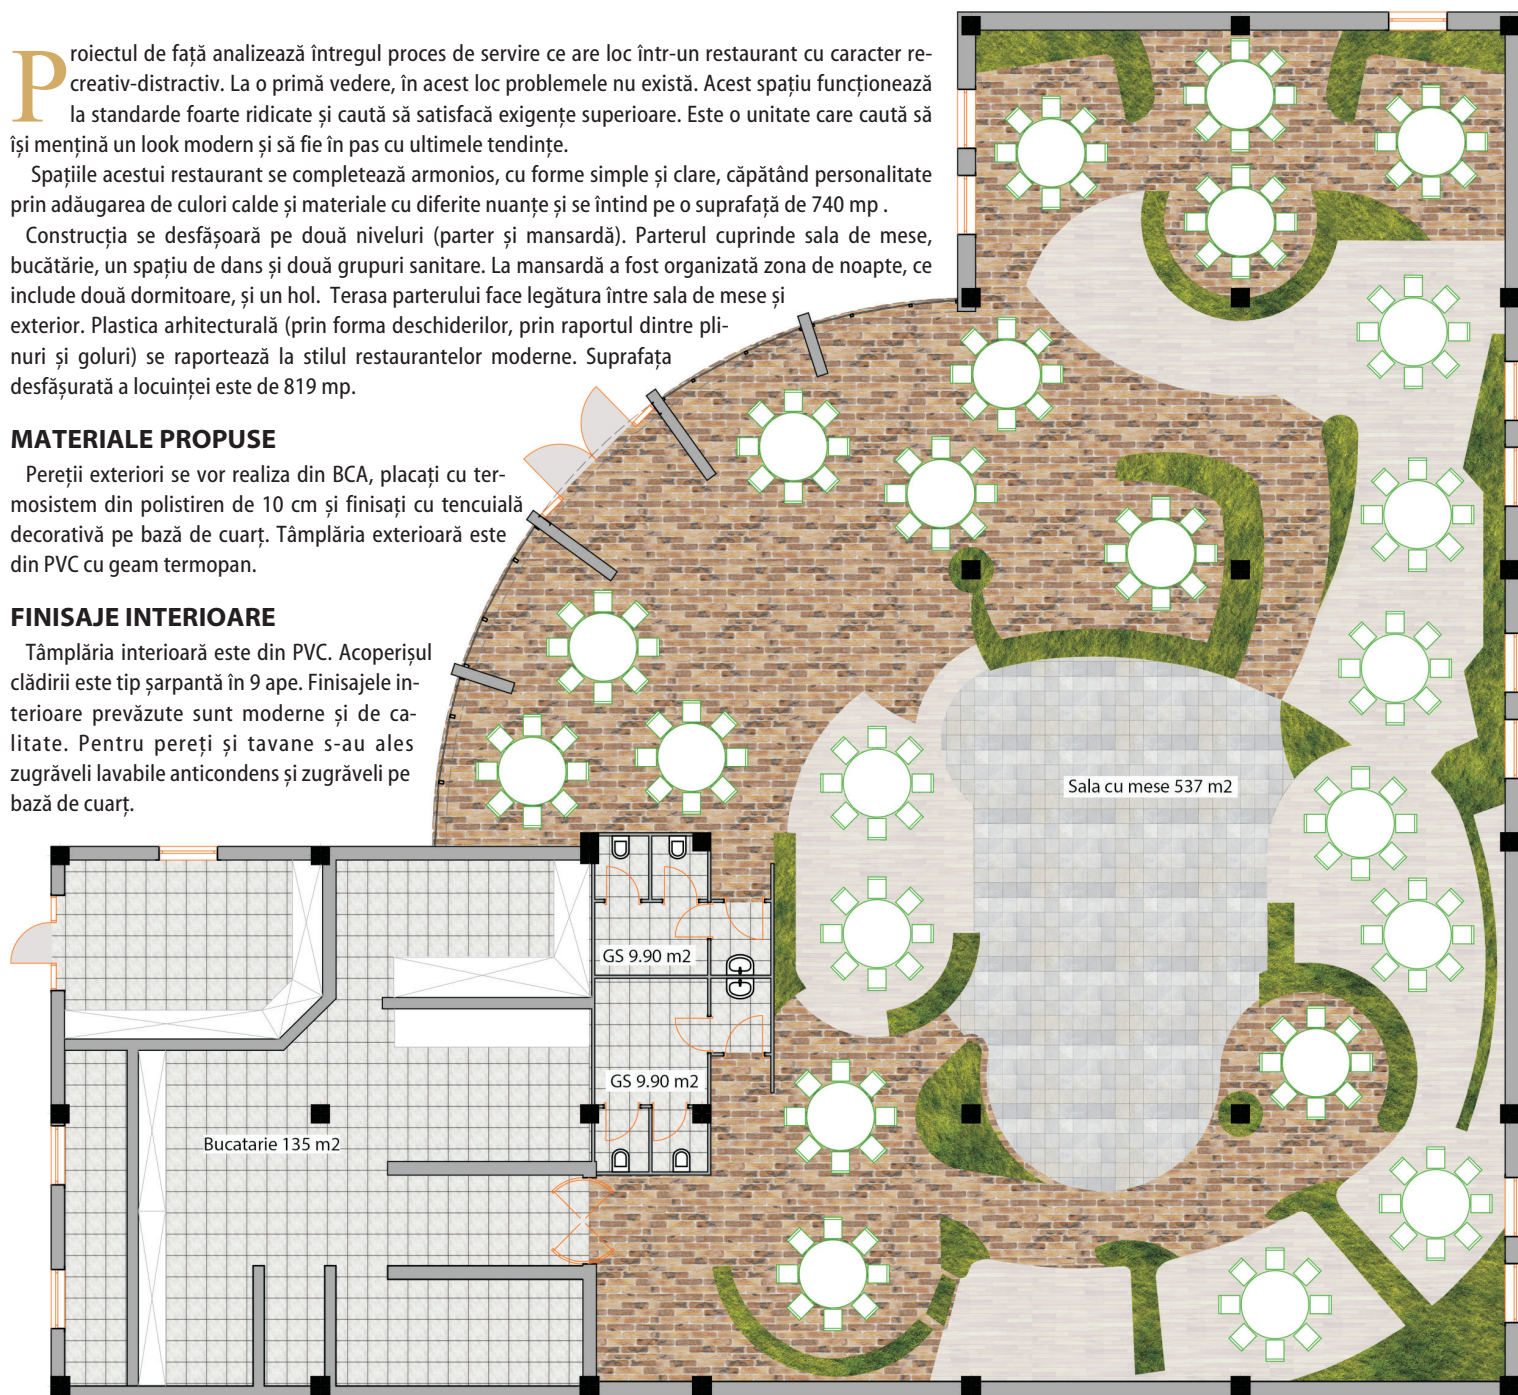 Proiectul de față analizează întregul proces de servire ce are loc într-un restaurant cu caracter re-
creativ-distractiv. La o primă vedere, în acest loc problemele nu există. Acest spațiu funcționează
la standarde foarte ridicate și caută să satisfacă exigențe superioare. Este o unitate care caută să
își mențină un look modern și să fie în pas cu ultimele tendințe.
Spațiile acestui restaurant se completează armonios, cu forme simple și clare, căpătând personalitate
prin adăugarea de culori calde și materiale cu diferite nuanțe și se întind pe o suprafață de 740 mp .
Construcția se desfășoară pe două niveluri (parter și mansardă). Parterul cuprinde sala de mese,
bucătărie, un spațiu de dans și două grupuri sanitare. La mansardă a fost organizată zona de noapte, ce
include două dormitoare, și un hol. Terasa parterului face legătura între sala de mese și
exterior. Plastica arhitecturală (prin forma deschiderilor, prin raportul dintre pli-
nuri și goluri) se raportează la stilul restaurantelor moderne. Suprafața
desfășurată a locuinței este de 819 mp.
MATERIALE PROPUSE
Pereții exteriori se vor realiza din BCA, placați cu ter-
mosistem din polistiren de 10 cm și finisați cu tencuială
decorativă pe bază de cuarț. Tâmplăria exterioară este
din PVC cu geam termopan.
FINISAJE INTERIOARE
Tâmplăria interioară este din PVC. Acoperișul
clădirii este tip șarpantă în 9 ape. Finisajele in-
terioare prevăzute sunt moderne și de ca-
litate. Pentru pereți și tavane s-au ales
zugrăveli lavabile anticondens și zugrăveli pe
bază de cuarț.
Sala cu mese 537 m2
GS 9.90 m2
GS 9.90 m2
Bucatarie 135 m2